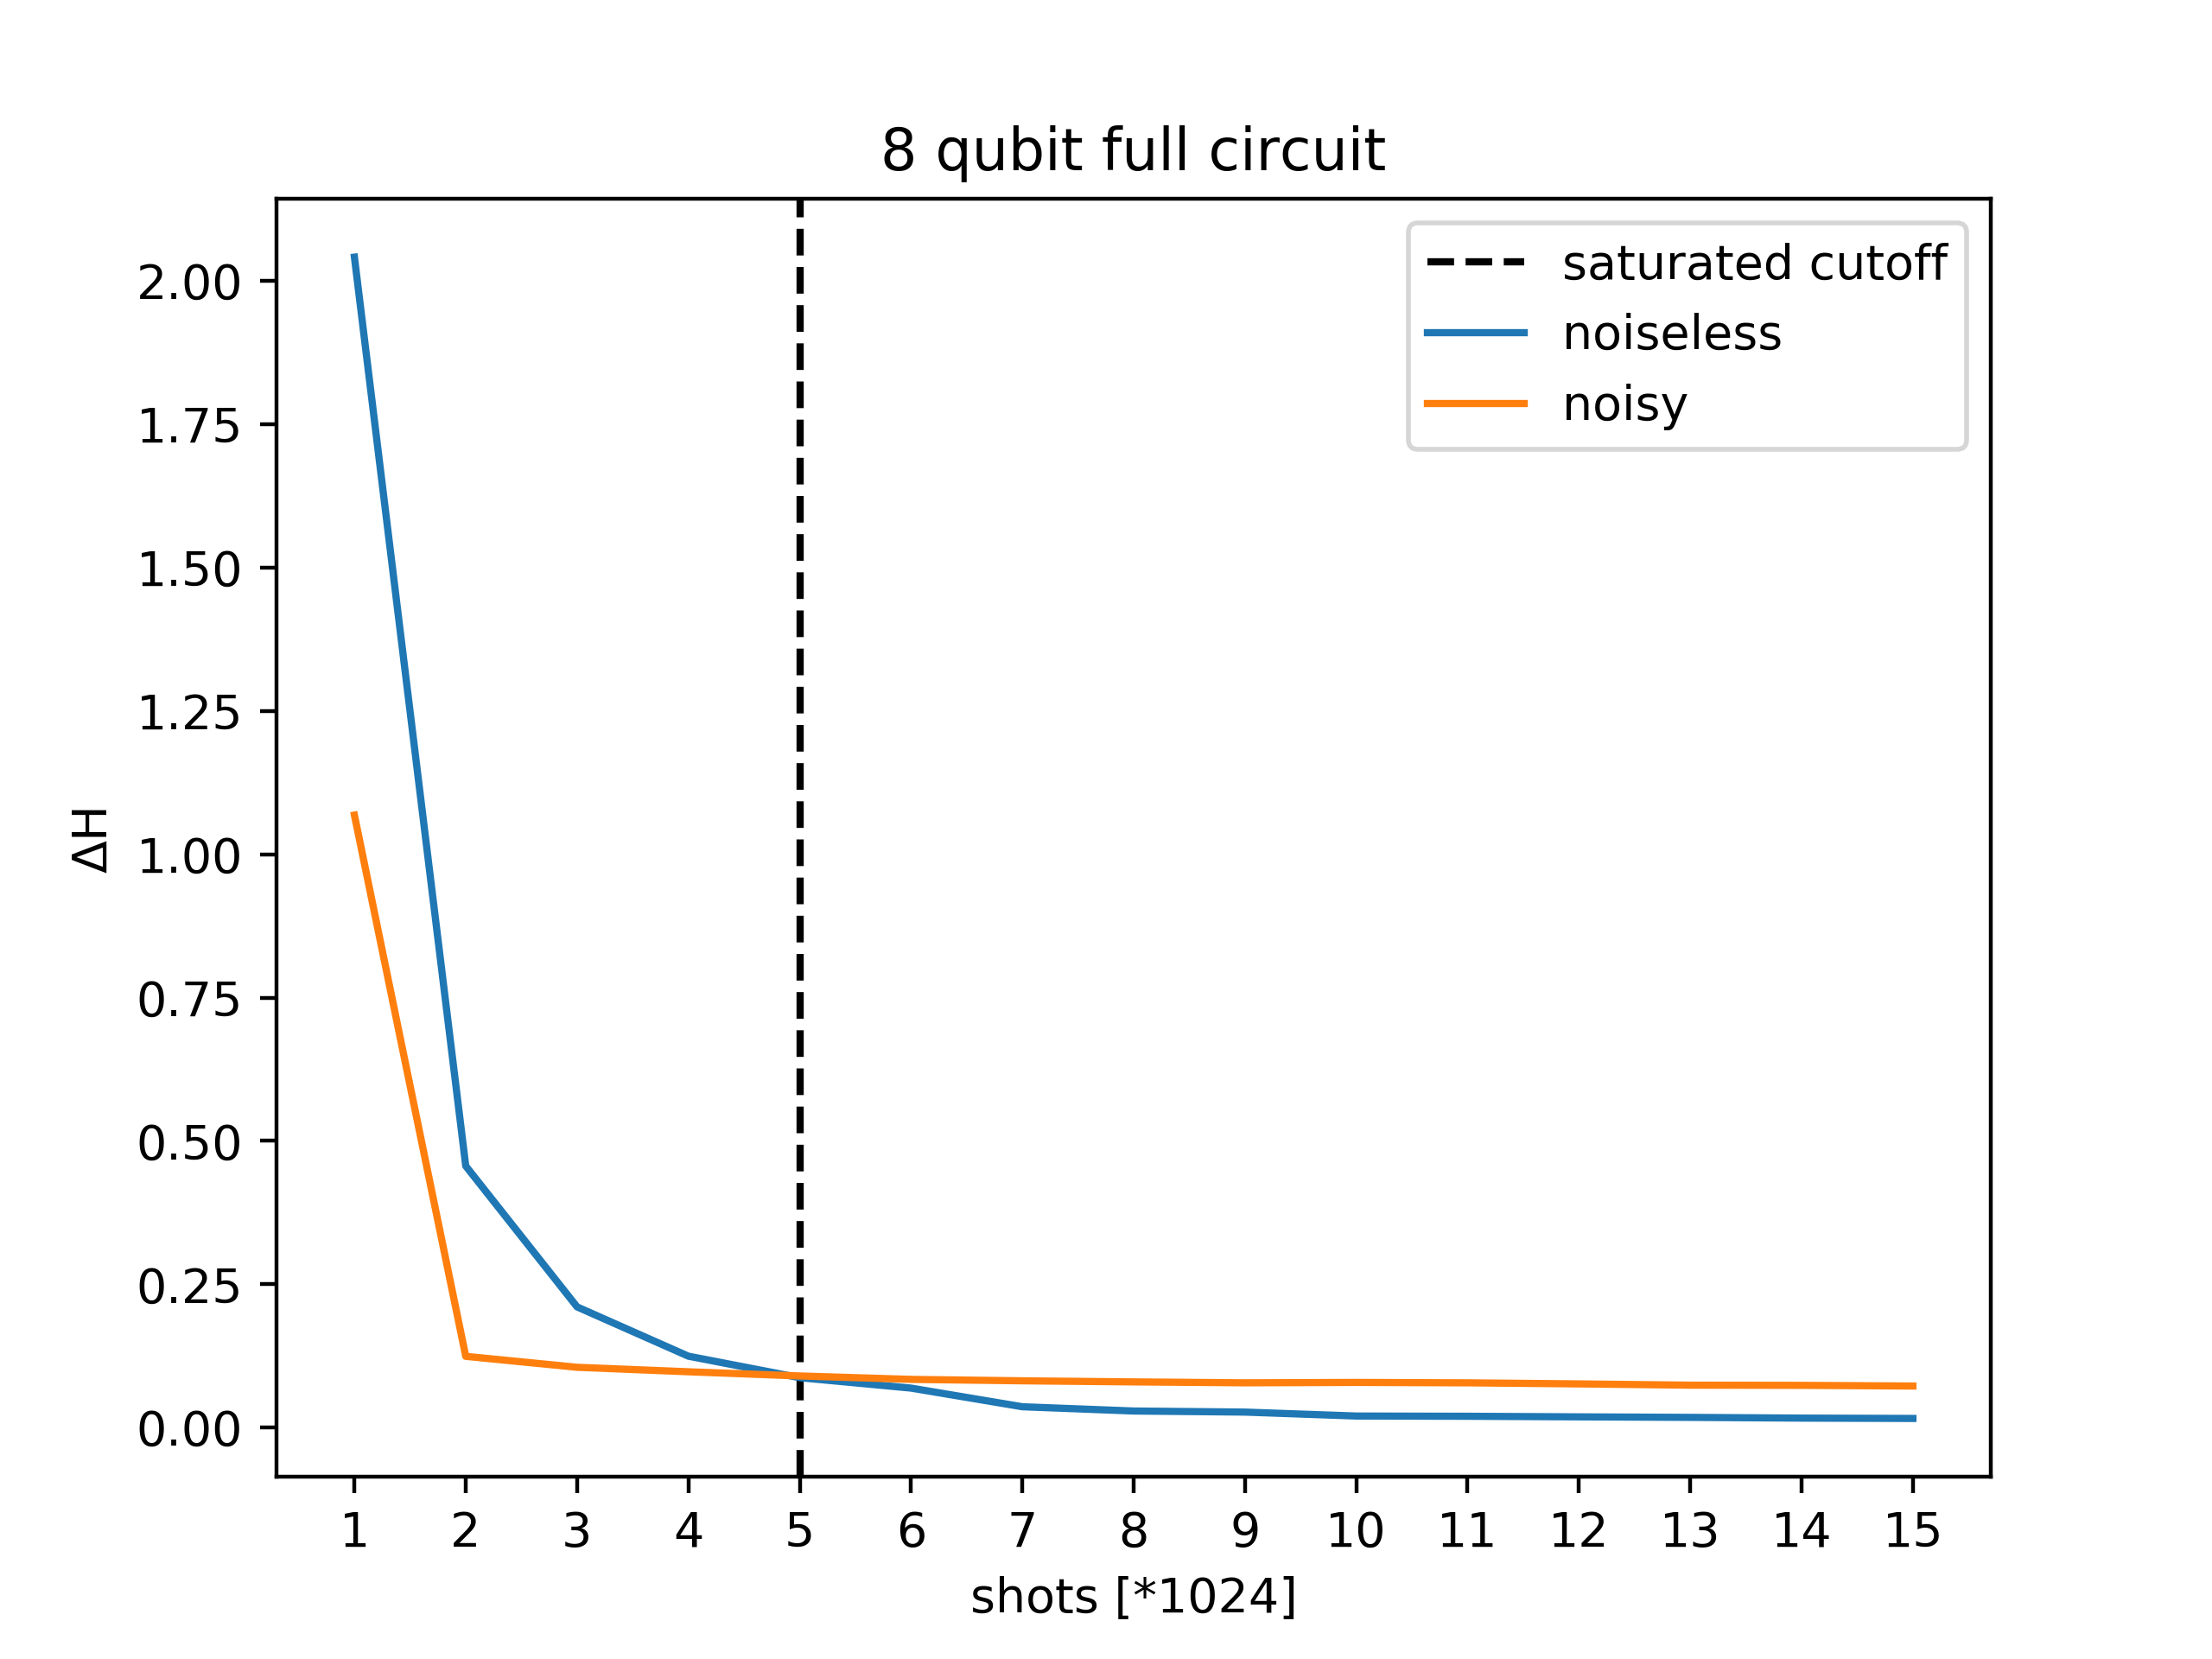 8 qubit full circuit
saturated cutoff
noiseless
noisy
2.00
1.75
1.50
1.25
1.00
0.75
0.50
0.25
0.00
ΔH
1 2 3 4 5 6 7 8 9 10 11 12 13 14 15
shots [*1024]